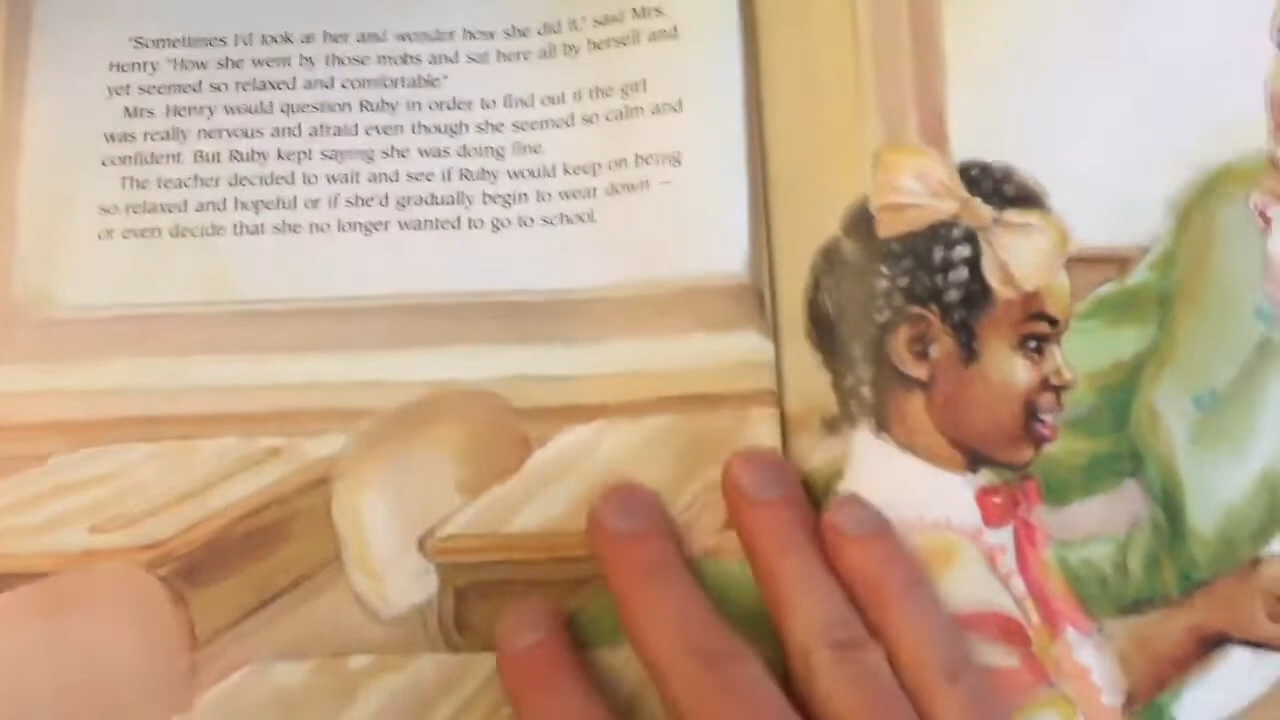 "Sometimes I'd look at her and wonder how she did it," said Mrs.
Henry. "How she went by those mobs and sat here all by herself and
yet seemed so relaxed and comfortable."
Mrs. Henry would question Ruby in order to find out if the girl
was really nervous and afraid even though she seemed so calm and
confident. But Ruby kept saying she was doing fine.
The teacher decided to wait and see if Ruby would keep on being
so relaxed and hopeful or if she'd gradually begin to wear down —
or even decide that she no longer wanted to go to school.